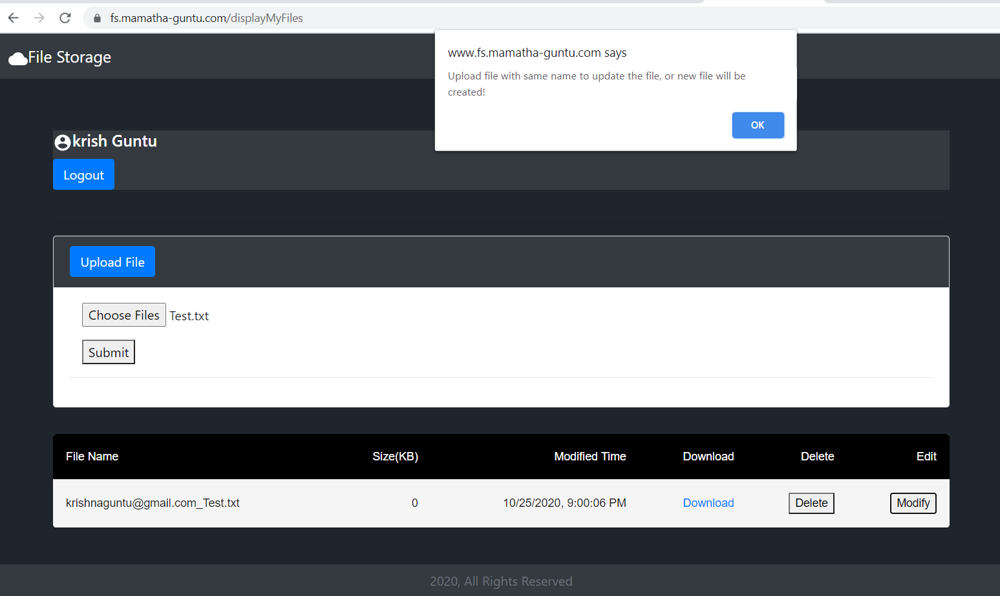 fs.mamatha-guntu.com/displayMyFiles
File Storage
www.fs.mamatha-guntu.com says
Upload file with same name to update the file, or new file will be
created!
OK
krish Guntu
Logout
Upload File
Choose Files Test.txt
Submit
File Name Size(KB) Modified Time Download Delete Edit
krishnaguntu@gmail.com_Test.txt 0 10/25/2020, 9:00:06 PM Download Delete Modify
2020, All Rights Reserved